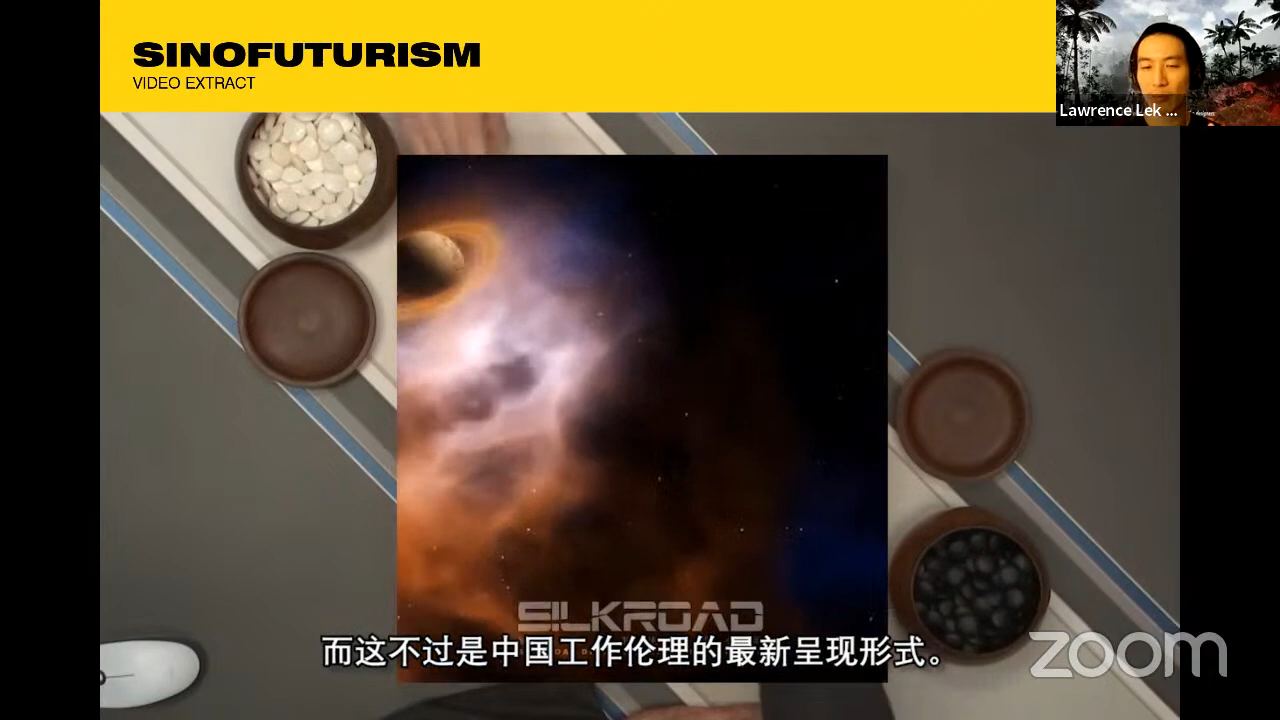 SINOFUTURISM
VIDEO EXTRACT
Lawrence Lek ...
SILKROAD
而这不过是中国工作伦理的最新呈现形式。
zoom